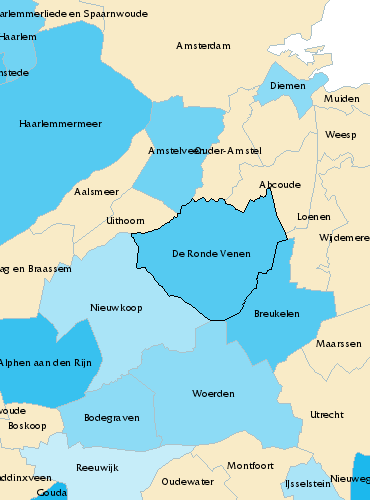 arlemmerliede en Spaarnwoude
Haarlem
Amsterdam
mstede
Diemen
Muiden
Haarlemmermeer
Weesp
Amstelveen
Ouder-Amstel
Aalsmeer
Abcoude
Uithoorn
Loenen
Wijdemere
De Ronde Venen
ag en Braassem
Nieuwkoop
Breukelen
Maarssen
Alphen aan den Rijn
Woerden
woude
Bodegraven
Utrecht
Boskoop
Reeuwijk
Montfoort
addinxveen
Oudewater
IJsselstein
Nieuweg
Gouda